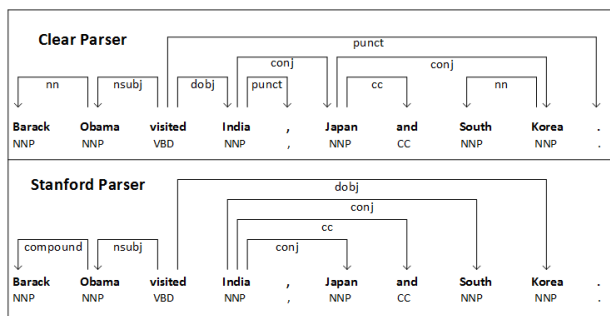 Clear Parser
punct
conj conj
nn nsubj dobj punct cc nn
Barack Obama visited India , Japan and South Korea .
NNP NNP VBD NNP , NNP CC NNP NNP .
Stanford Parser
dobj
conj
cc
compound nsubj conj
Barack Obama visited India , Japan and South Korea .
NNP NNP VBD NNP , NNP CC NNP NNP .